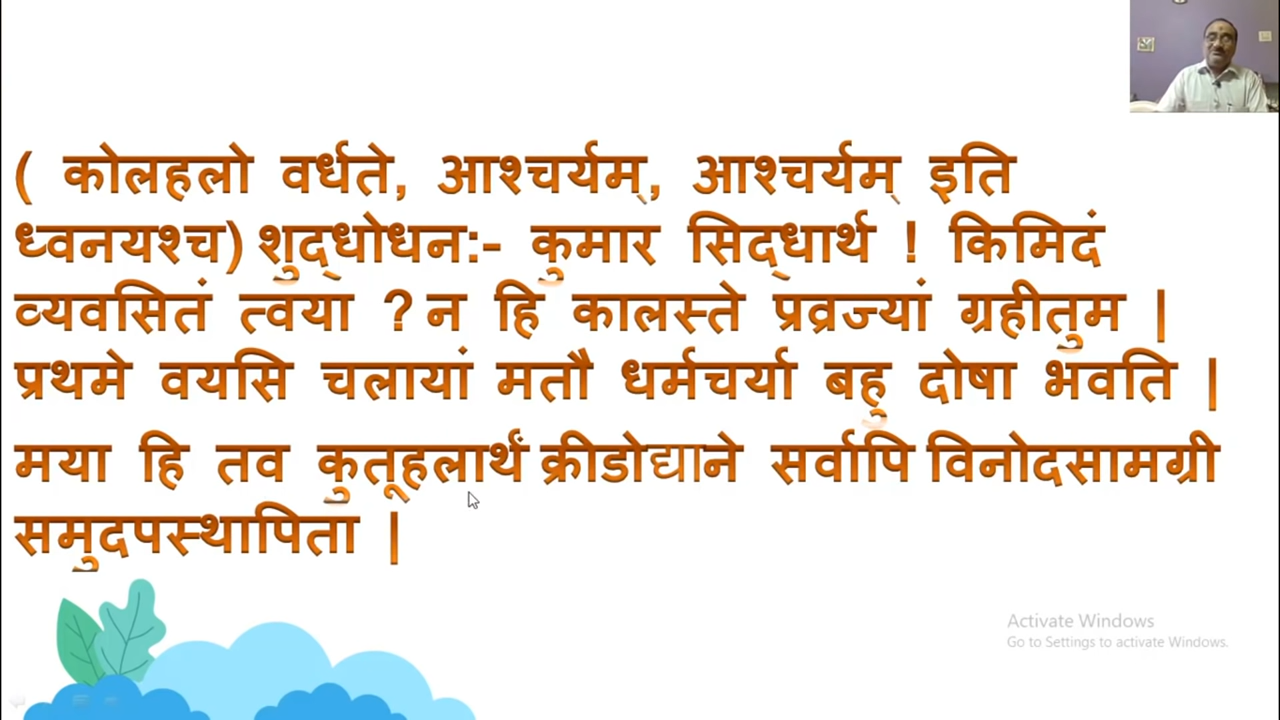 ( कोलहलो वर्धते, आश्चर्यम्, आश्चर्यम् इति
ध्वनयश्च) शुद्धोधन:- कुमार सिद्धार्थ ! किमिदं
व्यवसितं त्वया ? न हि कालस्ते प्रव्रज्यां ग्रहीतुम |
प्रथमे वयसि चलायां मतौ धर्मचर्या बहु दोषा भवति |
मया हि तव कुतूहलार्थं क्रीडोद्याने सर्वापि विनोदसामग्री
समुदपस्थापिता |
Activate Windows
Go to Settings to activate Windows.